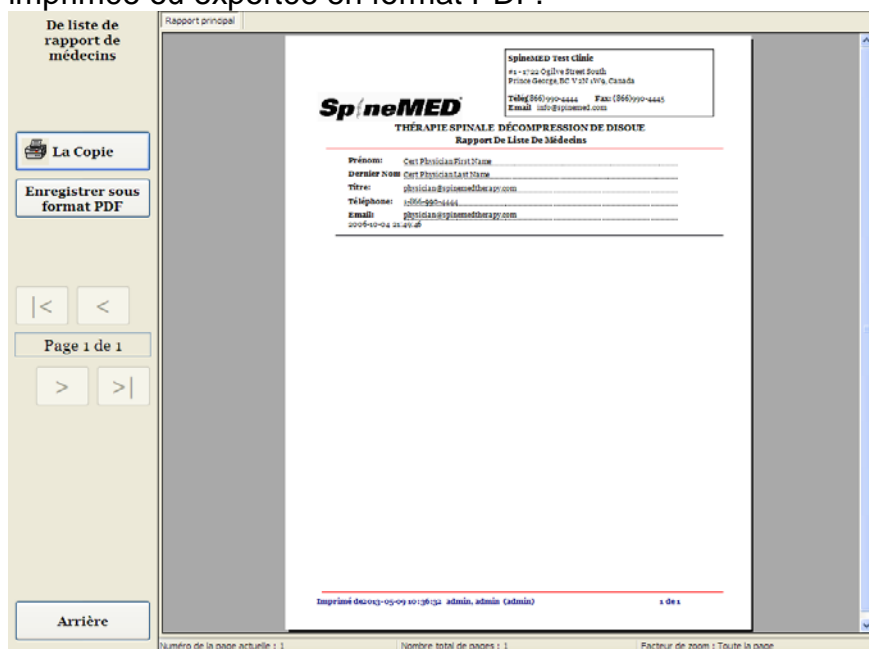 imprimée ou exportée en format PDF.
De liste de
rapport de
médecins
La Copie
Enregistrer sous
format PDF
|<
<
Page 1 de 1
>
>|
Arrière
Rapport principal
SpineMED Test Clinic
#1 - 1722 Ogilve Street South
Prince George, BC V2N 1W9, Canada
Télég(866)990-4444 Fax: (866)990-4445
Email info@spinemed.com
SpineMED
THÉRAPIE SPINALE DÉCOMPRESSION DE DISQUE
Rapport De Liste De Médecins
Prénom: Cert Physician First Name
Dernier Nom Cert Physician Last Name
Titre: physician@spinemedtherapy.com
Téléphone: 1-866-990-4444
Email: physician@spinemedtherapy.com
2006-10-04 21:49:46
Imprimé de2013-05-09 10:36:32 admin, admin (admin) 1 de 1
Numéro de la page actuelle : 1 Nombre total de pages : 1 Facteur de zoom : Toute la page